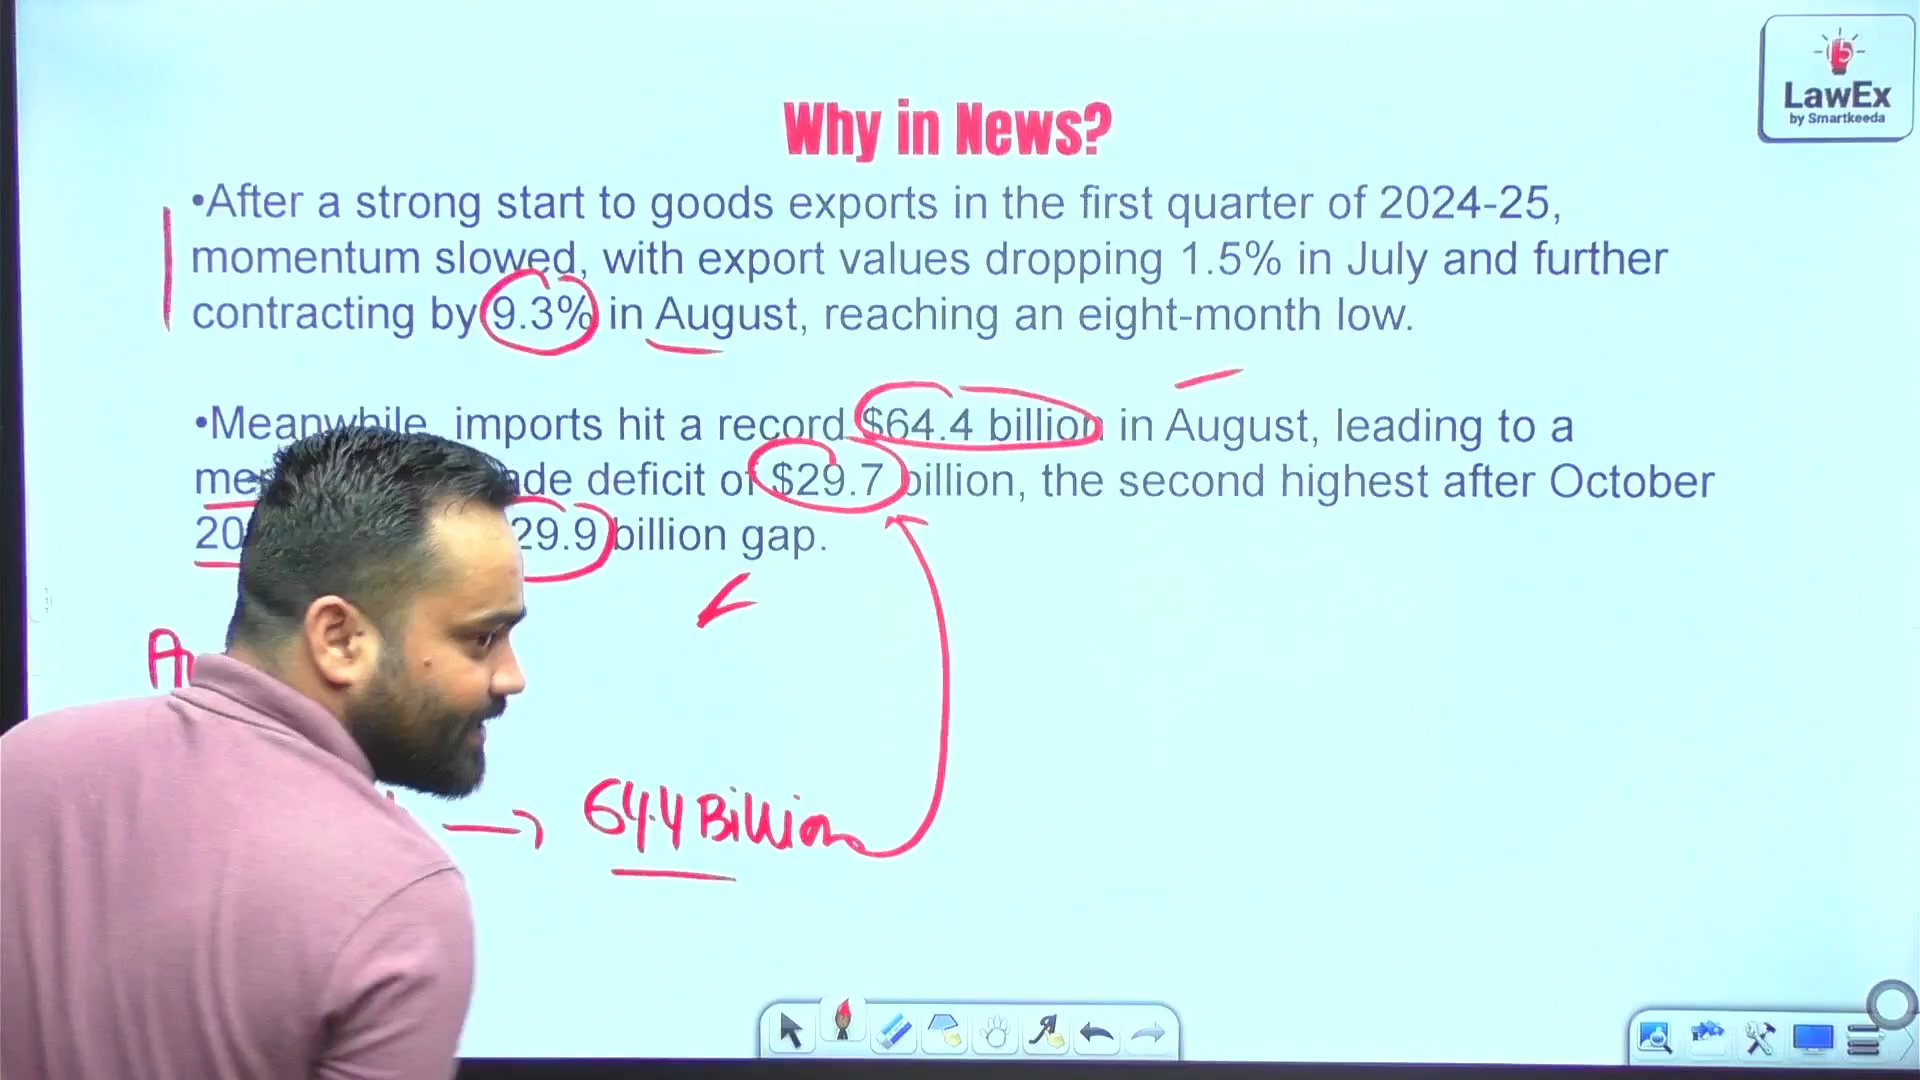 LawEx
by Smartkeeda
Why in News?
•After a strong start to goods exports in the first quarter of 2024-25,
momentum slowed, with export values dropping 1.5% in July and further
contracting by 9.3% in August, reaching an eight-month low.
•Meanwhile, imports hit a record $64.4 billion in August, leading to a
deficit of $29.7 billion, the second highest after October
29.9 billion gap.
64.4 Billion